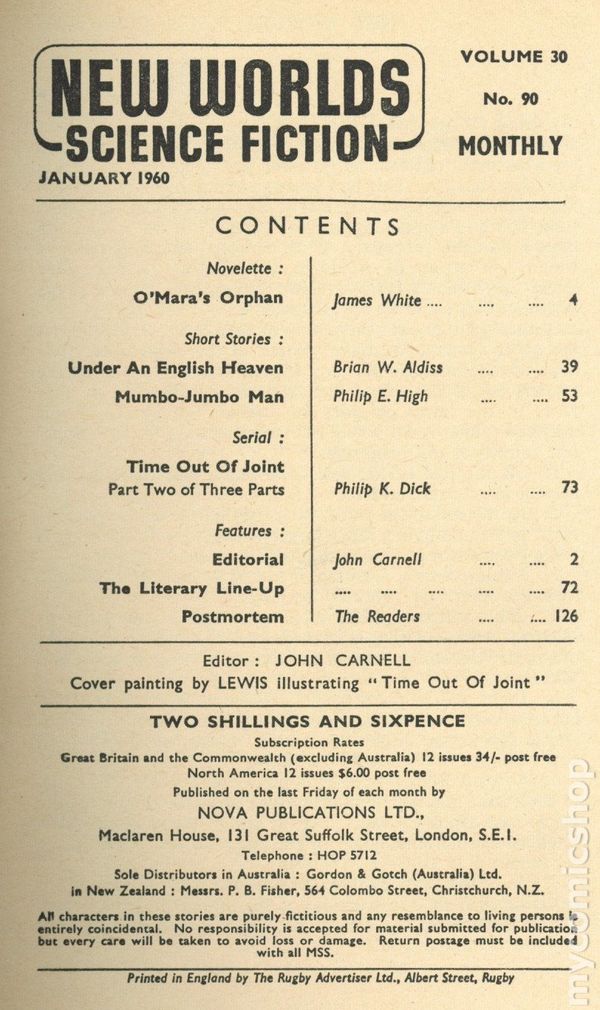 NEW WORLDS
SCIENCE FICTION
JANUARY 1960
VOLUME 30
No. 90
MONTHLY
CONTENTS
Novelette :
O'Mara's Orphan James White .... .... .... 4
Short Stories :
Under An English Heaven Brian W. Aldiss .... .... 39
Mumbo-Jumbo Man Philip E. High .... .... 53
Serial :
Time Out Of Joint
Part Two of Three Parts Philip K. Dick .... .... 73
Features :
Editorial John Carnell .... .... 2
The Literary Line-Up .... .... .... .... .... 72
Postmortem The Readers .... .... 126
Editor : JOHN CARNELL
Cover painting by LEWIS illustrating "Time Out Of Joint"
TWO SHILLINGS AND SIXPENCE
Subscription Rates
Great Britain and the Commonwealth (excluding Australia) 12 issues 34/- post free
North America 12 issues $6.00 post free
Published on the last Friday of each month by
NOVA PUBLICATIONS LTD.,
Maclaren House, 131 Great Suffolk Street, London, S.E.1.
Telephone : HOP 5712
Sole Distributors in Australia : Gordon & Gotch (Australia) Ltd.
in New Zealand : Messrs. P. B. Fisher, 564 Colombo Street, Christchurch, N.Z.
All characters in these stories are purely fictitious and any resemblance to living persons is
entirely coincidental. No responsibility is accepted for material submitted for publication
but every care will be taken to avoid loss or damage. Return postage must be included
with all MSS.
Printed in England by The Rugby Advertiser Ltd., Albert Street, Rugby
mycomicshop